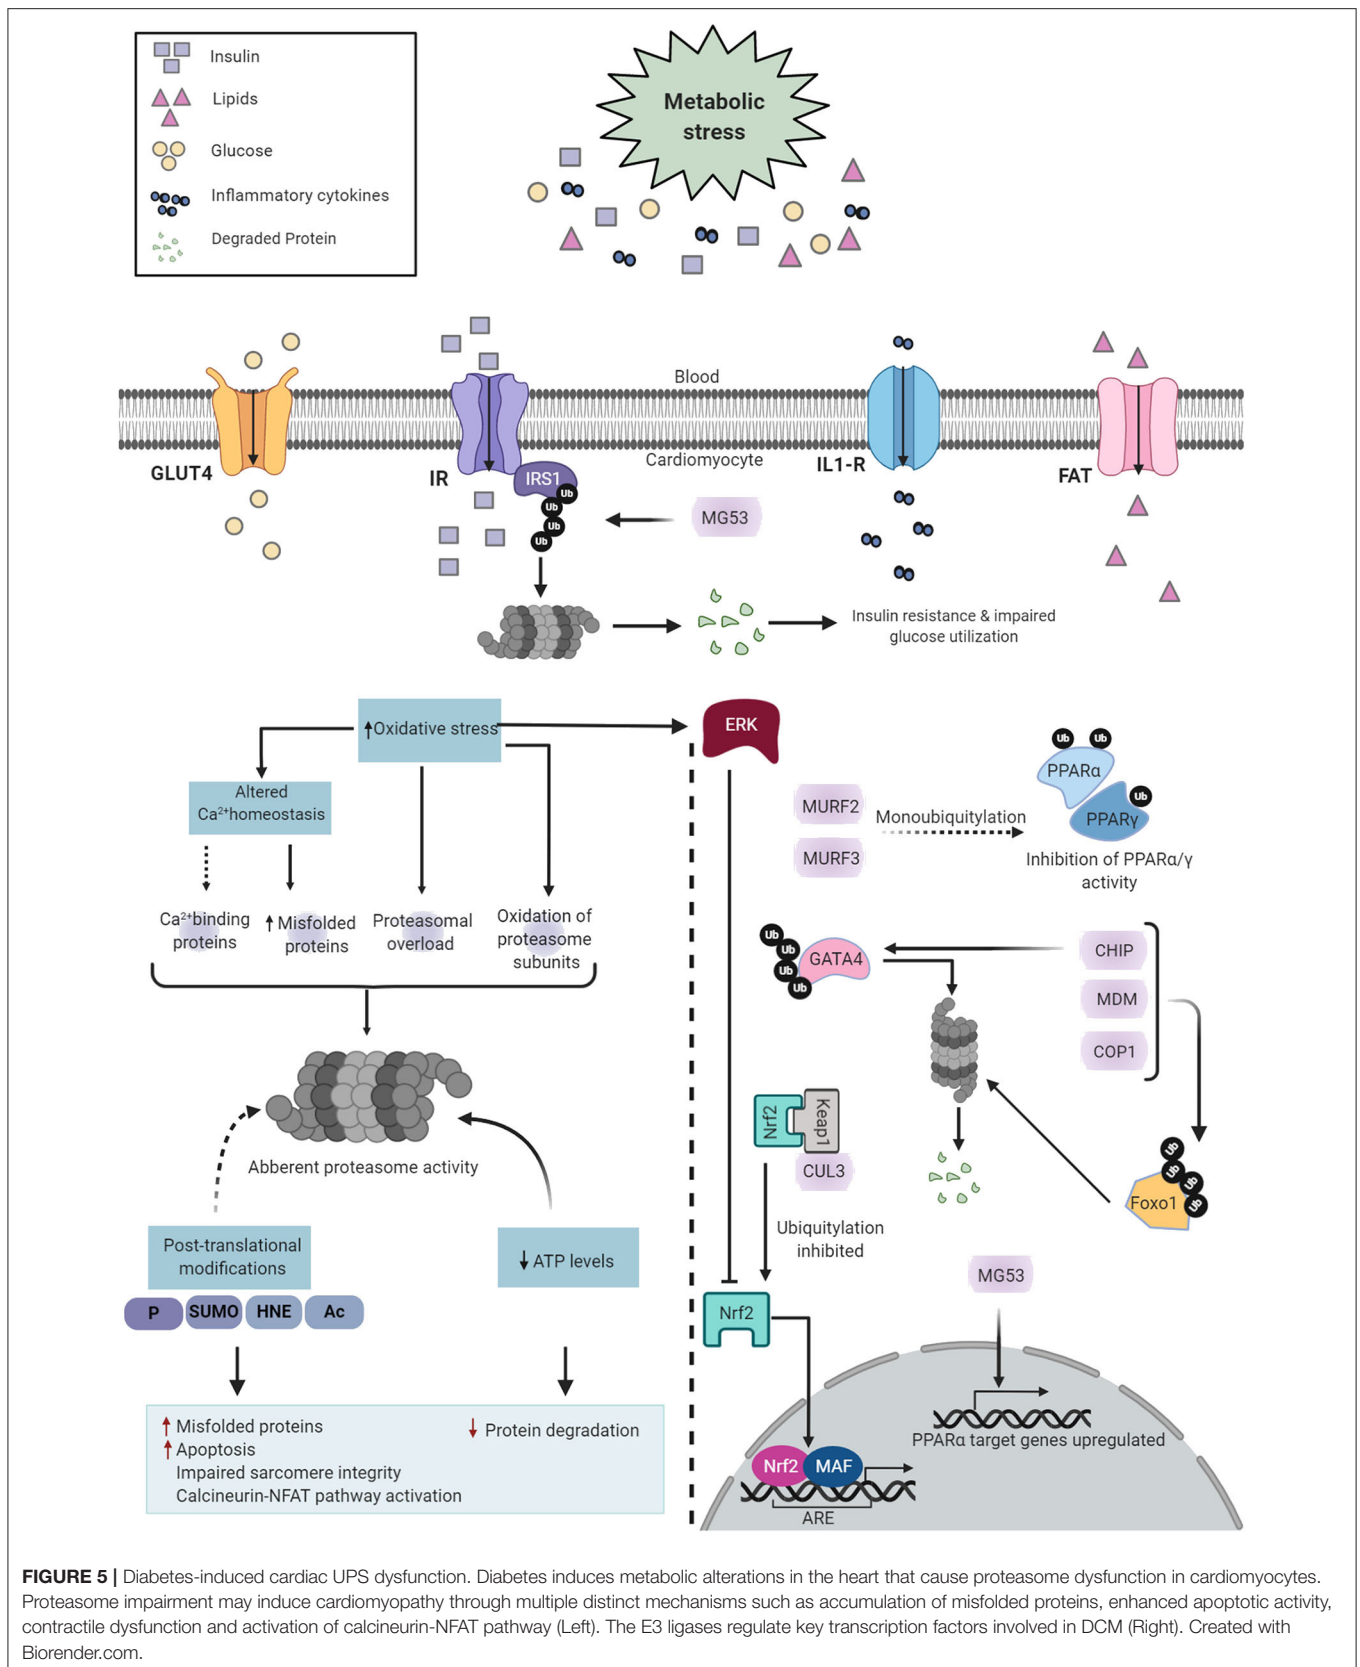 Insulin
Lipids
Glucose
Inflammatory cytokines
Degraded Protein
Metabolic
stress
Blood
Cardiomyocyte
GLUT4
IR
IRS1
Ub
Ub
Ub
Ub
MG53
IL1-R
FAT
Insulin resistance & impaired
glucose utilization
↑Oxidative stress
Altered
Ca²⁺homeostasis
Ca²⁺binding
proteins
↑ Misfolded
proteins
Proteasomal
overload
Oxidation of
proteasome
subunits
Abberent proteasome activity
Post-translational
modifications
P
SUMO
HNE
Ac
↓ ATP levels
↑ Misfolded proteins
↑ Apoptosis
Impaired sarcomere integrity
Calcineurin-NFAT pathway activation
↓ Protein degradation
ERK
MURF2
MURF3
Monoubiquitylation
Ub
Ub
PPARα
Ub
PPARγ
Inhibition of PPARα/γ
activity
Ub
Ub
Ub
Ub
GATA4
CHIP
MDM
COP1
Nrf2
Keap1
CUL3
Ubiquitylation
inhibited
Ub
Ub
Ub
Ub
Foxo1
MG53
Nrf2
PPARα target genes upregulated
Nrf2
MAF
ARE
FIGURE 5 | Diabetes-induced cardiac UPS dysfunction. Diabetes induces metabolic alterations in the heart that cause proteasome dysfunction in cardiomyocytes.
Proteasome impairment may induce cardiomyopathy through multiple distinct mechanisms such as accumulation of misfolded proteins, enhanced apoptotic activity,
contractile dysfunction and activation of calcineurin-NFAT pathway (Left). The E3 ligases regulate key transcription factors involved in DCM (Right). Created with
Biorender.com.